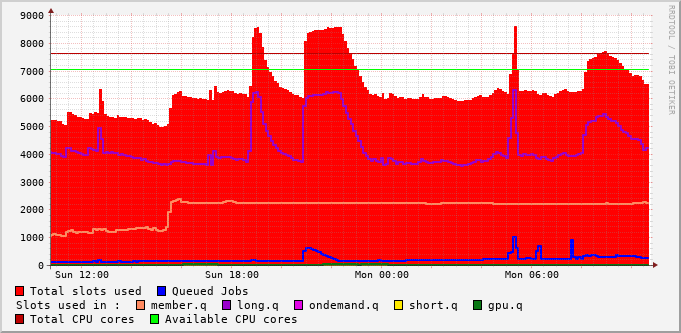 9000
8000
7000
6000
5000
4000
3000
2000
1000
0
Sun 12:00 Sun 18:00 Mon 00:00 Mon 06:00
Total slots used Queued Jobs
Slots used in : member.q long.q ondemand.q short.q gpu.q
Total CPU cores Available CPU cores
RRDTOOL / TOBI OETIKER